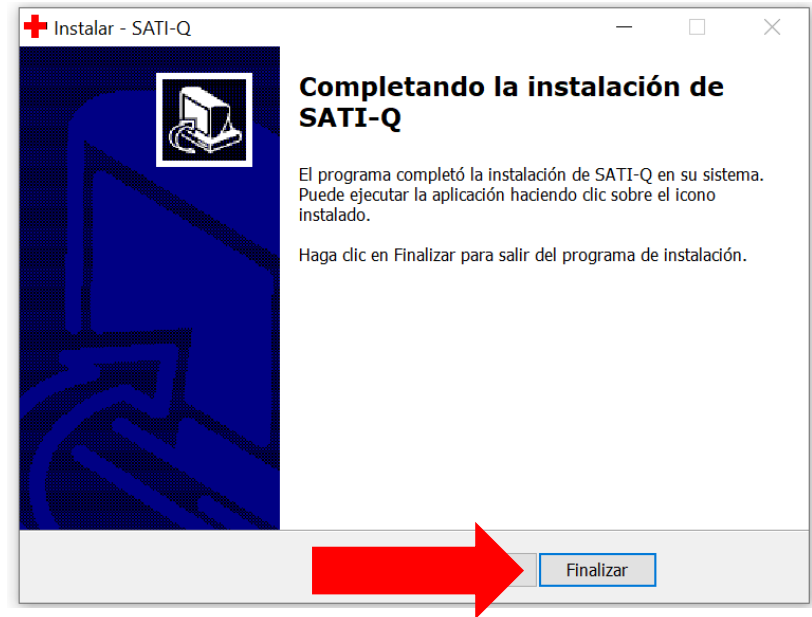 Instalar - SATI-Q
Completando la instalación de
SATI-Q
El programa completó la instalación de SATI-Q en su sistema.
Puede ejecutar la aplicación haciendo clic sobre el icono
instalado.
Haga clic en Finalizar para salir del programa de instalación.
Finalizar